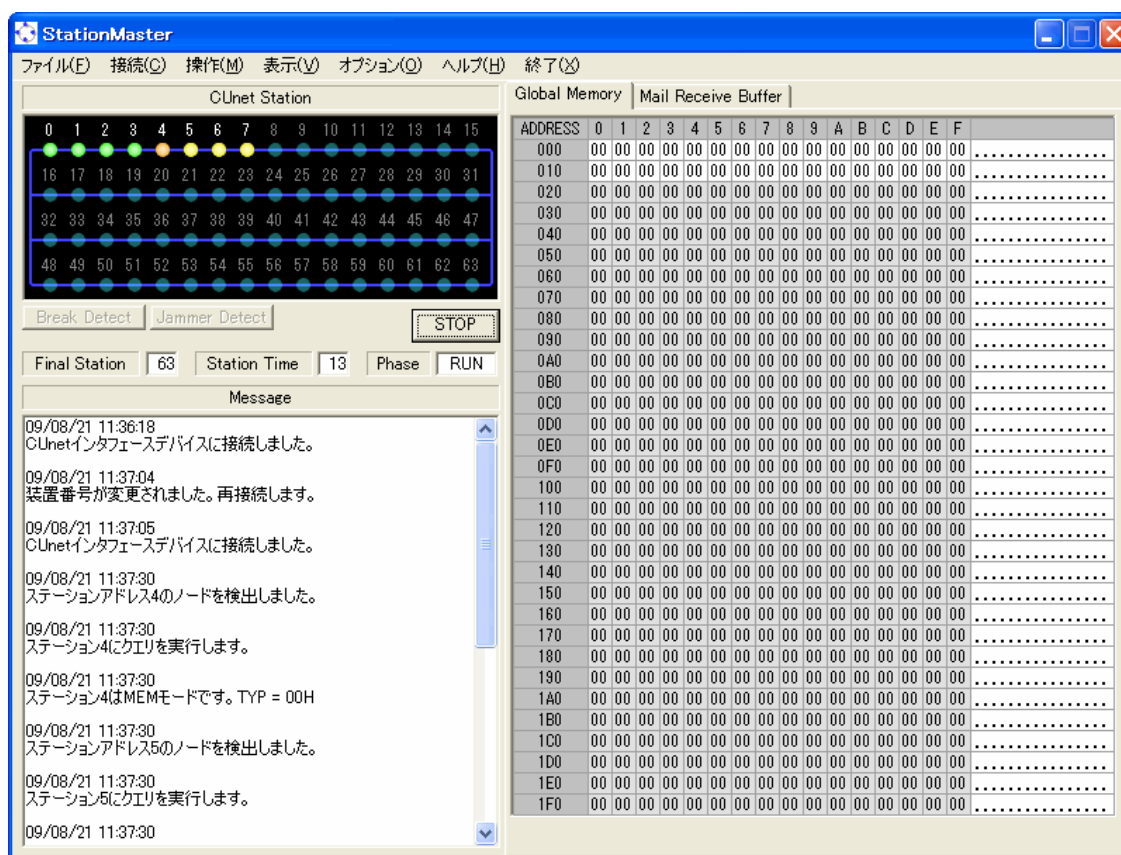 StationMaster
ファイル(F) 接続(C) 操作(M) 表示(V) オプション(O) ヘルプ(H) 終了(X)
CUnet Station
0 1 2 3 4 5 6 7 8 9 10 11 12 13 14 15
16 17 18 19 20 21 22 23 24 25 26 27 28 29 30 31
32 33 34 35 36 37 38 39 40 41 42 43 44 45 46 47
48 49 50 51 52 53 54 55 56 57 58 59 60 61 62 63
Break Detect Jammer Detect STOP
Final Station 63 Station Time 13 Phase RUN
Message
09/08/21 11:36:18
CUnetインタフェースデバイスに接続しました。
09/08/21 11:37:04
装置番号が変更されました。再接続します。
09/08/21 11:37:05
CUnetインタフェースデバイスに接続しました。
09/08/21 11:37:30
ステーションアドレス4のノードを検出しました。
09/08/21 11:37:30
ステーション4にクエリを実行します。
09/08/21 11:37:30
ステーション4はMEMモードです。TYP = 00H
09/08/21 11:37:30
ステーションアドレス5のノードを検出しました。
09/08/21 11:37:30
ステーション5にクエリを実行します。
09/08/21 11:37:30
Global Memory Mail Receive Buffer
ADDRESS 0 1 2 3 4 5 6 7 8 9 A B C D E F
000 00 00 00 00 00 00 00 00 00 00 00 00 00 00 00 00 ................
010 00 00 00 00 00 00 00 00 00 00 00 00 00 00 00 00 ................
020 00 00 00 00 00 00 00 00 00 00 00 00 00 00 00 00 ................
030 00 00 00 00 00 00 00 00 00 00 00 00 00 00 00 00 ................
040 00 00 00 00 00 00 00 00 00 00 00 00 00 00 00 00 ................
050 00 00 00 00 00 00 00 00 00 00 00 00 00 00 00 00 ................
060 00 00 00 00 00 00 00 00 00 00 00 00 00 00 00 00 ................
070 00 00 00 00 00 00 00 00 00 00 00 00 00 00 00 00 ................
080 00 00 00 00 00 00 00 00 00 00 00 00 00 00 00 00 ................
090 00 00 00 00 00 00 00 00 00 00 00 00 00 00 00 00 ................
0A0 00 00 00 00 00 00 00 00 00 00 00 00 00 00 00 00 ................
0B0 00 00 00 00 00 00 00 00 00 00 00 00 00 00 00 00 ................
0C0 00 00 00 00 00 00 00 00 00 00 00 00 00 00 00 00 ................
0D0 00 00 00 00 00 00 00 00 00 00 00 00 00 00 00 00 ................
0E0 00 00 00 00 00 00 00 00 00 00 00 00 00 00 00 00 ................
0F0 00 00 00 00 00 00 00 00 00 00 00 00 00 00 00 00 ................
100 00 00 00 00 00 00 00 00 00 00 00 00 00 00 00 00 ................
110 00 00 00 00 00 00 00 00 00 00 00 00 00 00 00 00 ................
120 00 00 00 00 00 00 00 00 00 00 00 00 00 00 00 00 ................
130 00 00 00 00 00 00 00 00 00 00 00 00 00 00 00 00 ................
140 00 00 00 00 00 00 00 00 00 00 00 00 00 00 00 00 ................
150 00 00 00 00 00 00 00 00 00 00 00 00 00 00 00 00 ................
160 00 00 00 00 00 00 00 00 00 00 00 00 00 00 00 00 ................
170 00 00 00 00 00 00 00 00 00 00 00 00 00 00 00 00 ................
180 00 00 00 00 00 00 00 00 00 00 00 00 00 00 00 00 ................
190 00 00 00 00 00 00 00 00 00 00 00 00 00 00 00 00 ................
1A0 00 00 00 00 00 00 00 00 00 00 00 00 00 00 00 00 ................
1B0 00 00 00 00 00 00 00 00 00 00 00 00 00 00 00 00 ................
1C0 00 00 00 00 00 00 00 00 00 00 00 00 00 00 00 00 ................
1D0 00 00 00 00 00 00 00 00 00 00 00 00 00 00 00 00 ................
1E0 00 00 00 00 00 00 00 00 00 00 00 00 00 00 00 00 ................
1F0 00 00 00 00 00 00 00 00 00 00 00 00 00 00 00 00 ................